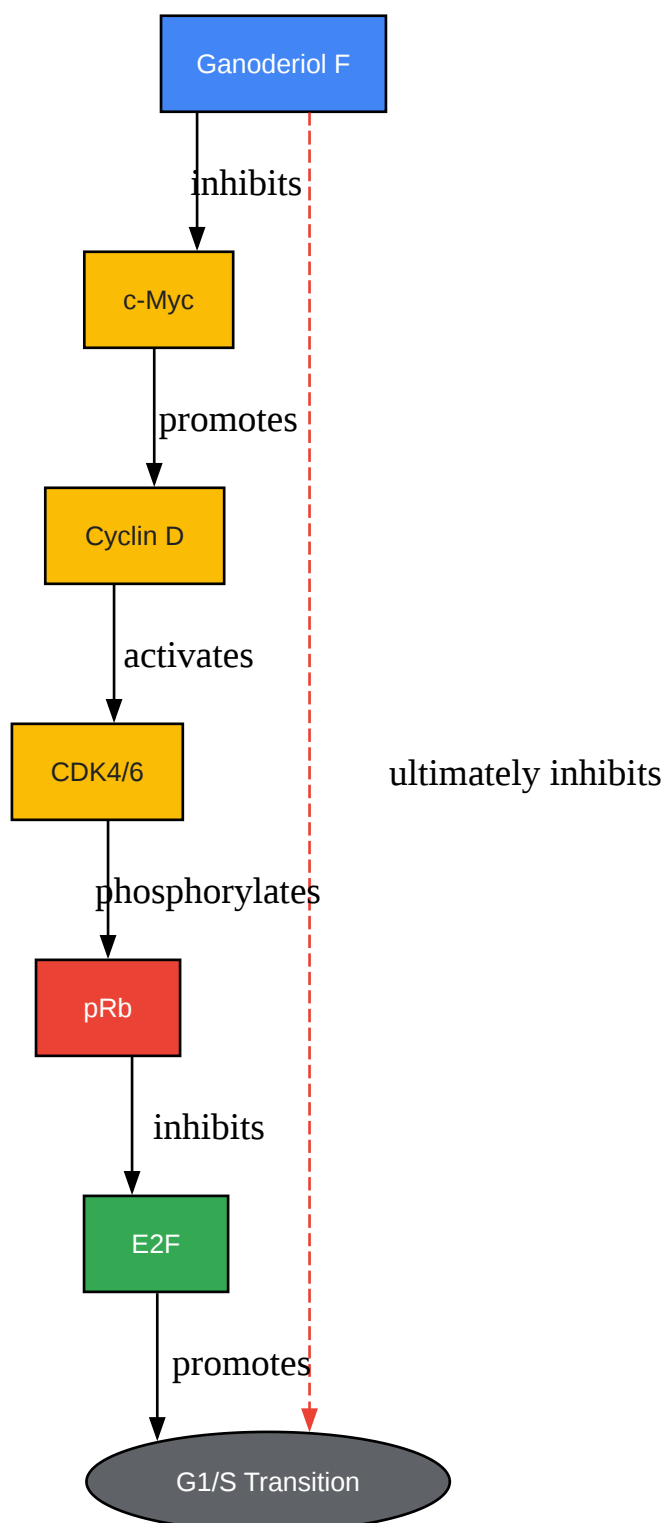 Ganoderiol F
inhibits
c-Myc
promotes
Cyclin D
activates
CDK4/6
ultimately inhibits
phosphorylates
pRb
inhibits
E2F
promotes
G1/S Transition